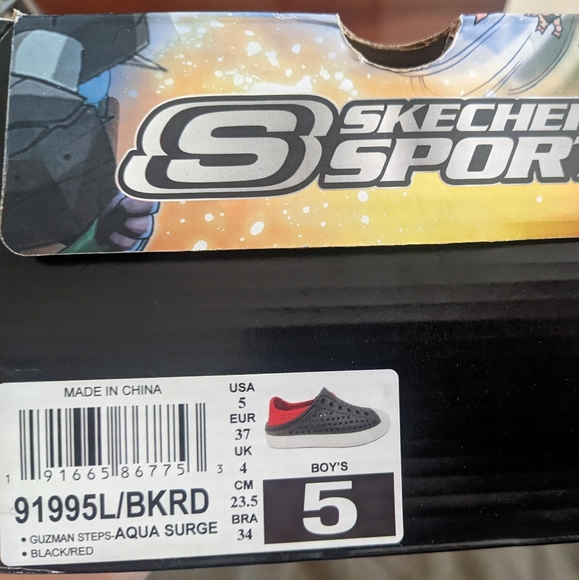 SKECHE
SPORT
MADE IN CHINA
1 91665 86775 3
91995L/BKRD
• GUZMAN STEPS-AQUA SURGE
• BLACK/RED
USA
5
EUR
37
UK
4
CM
23.5
BRA
34
BOY'S
5